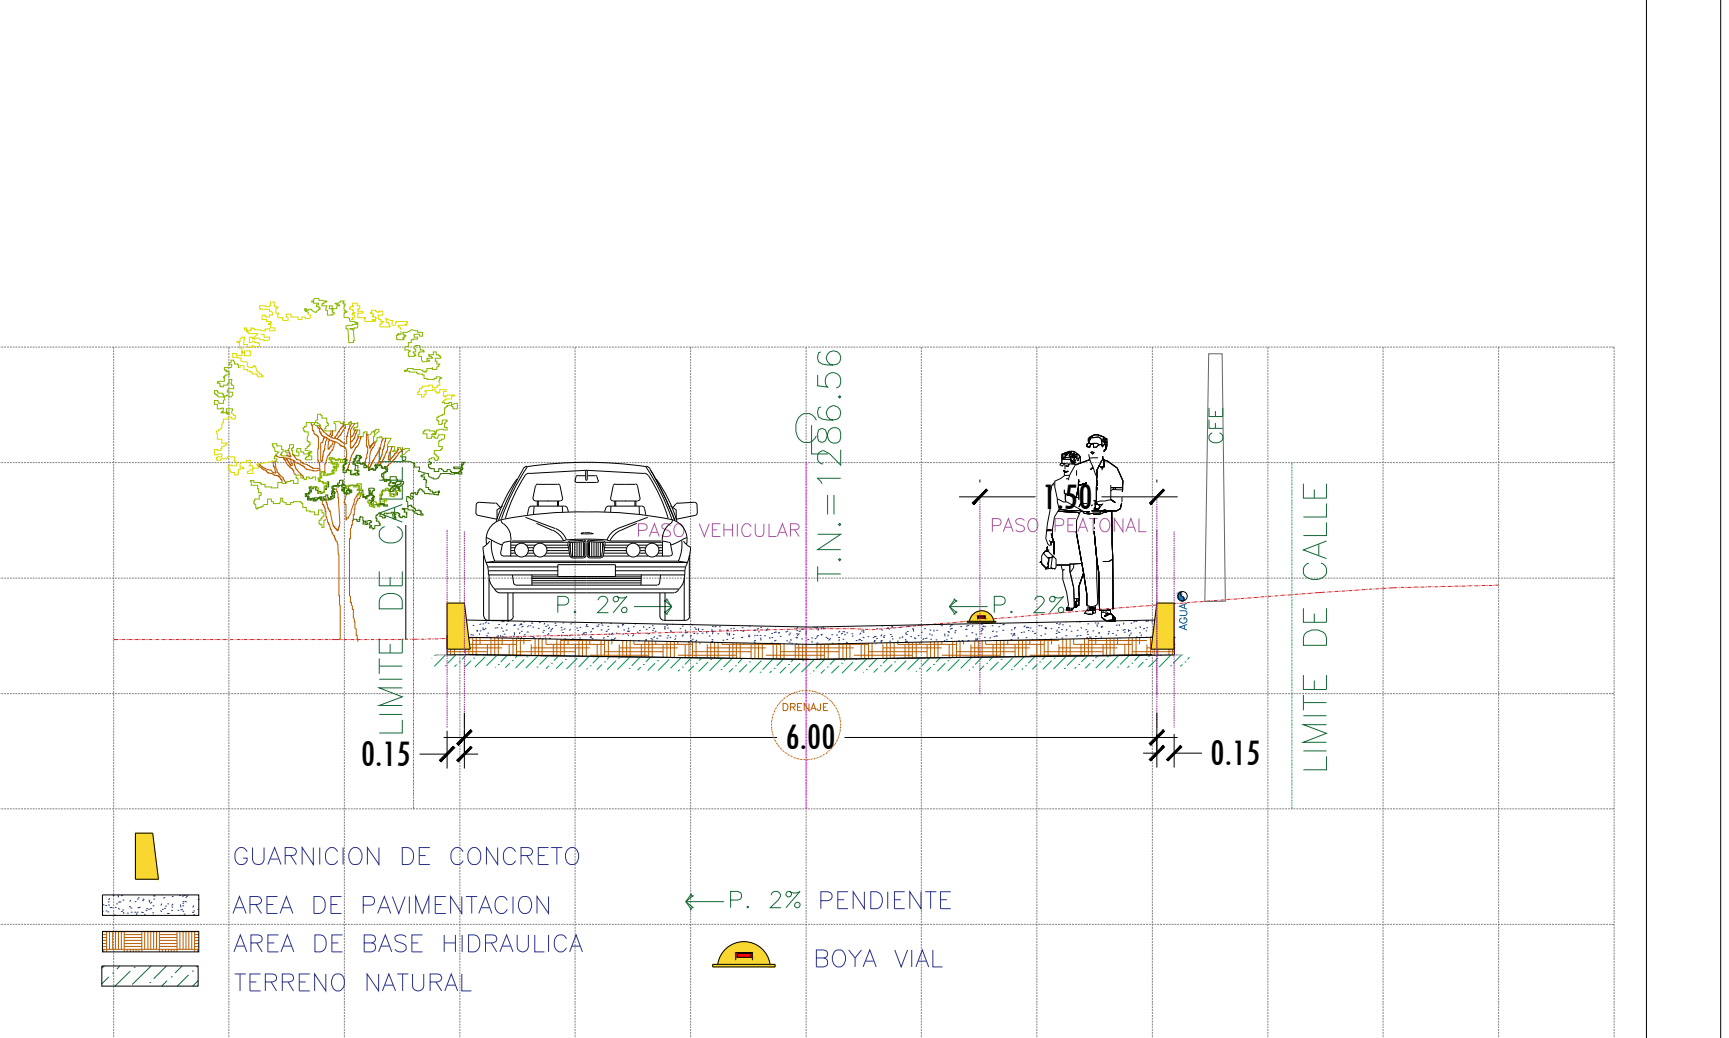 T.N.=1286.56
C
L
CFE
LIMITE DE CALLE
1.50
PASO VEHICULAR
PASO PEATONAL
LIMITE DE CALLE
P. 2%
P. 2%
AGUA
DRENAJE
6.00
0.15
0.15
GUARNICION DE CONCRETO
AREA DE PAVIMENTACION
P. 2% PENDIENTE
AREA DE BASE HIDRAULICA
BOYA VIAL
TERRENO NATURAL